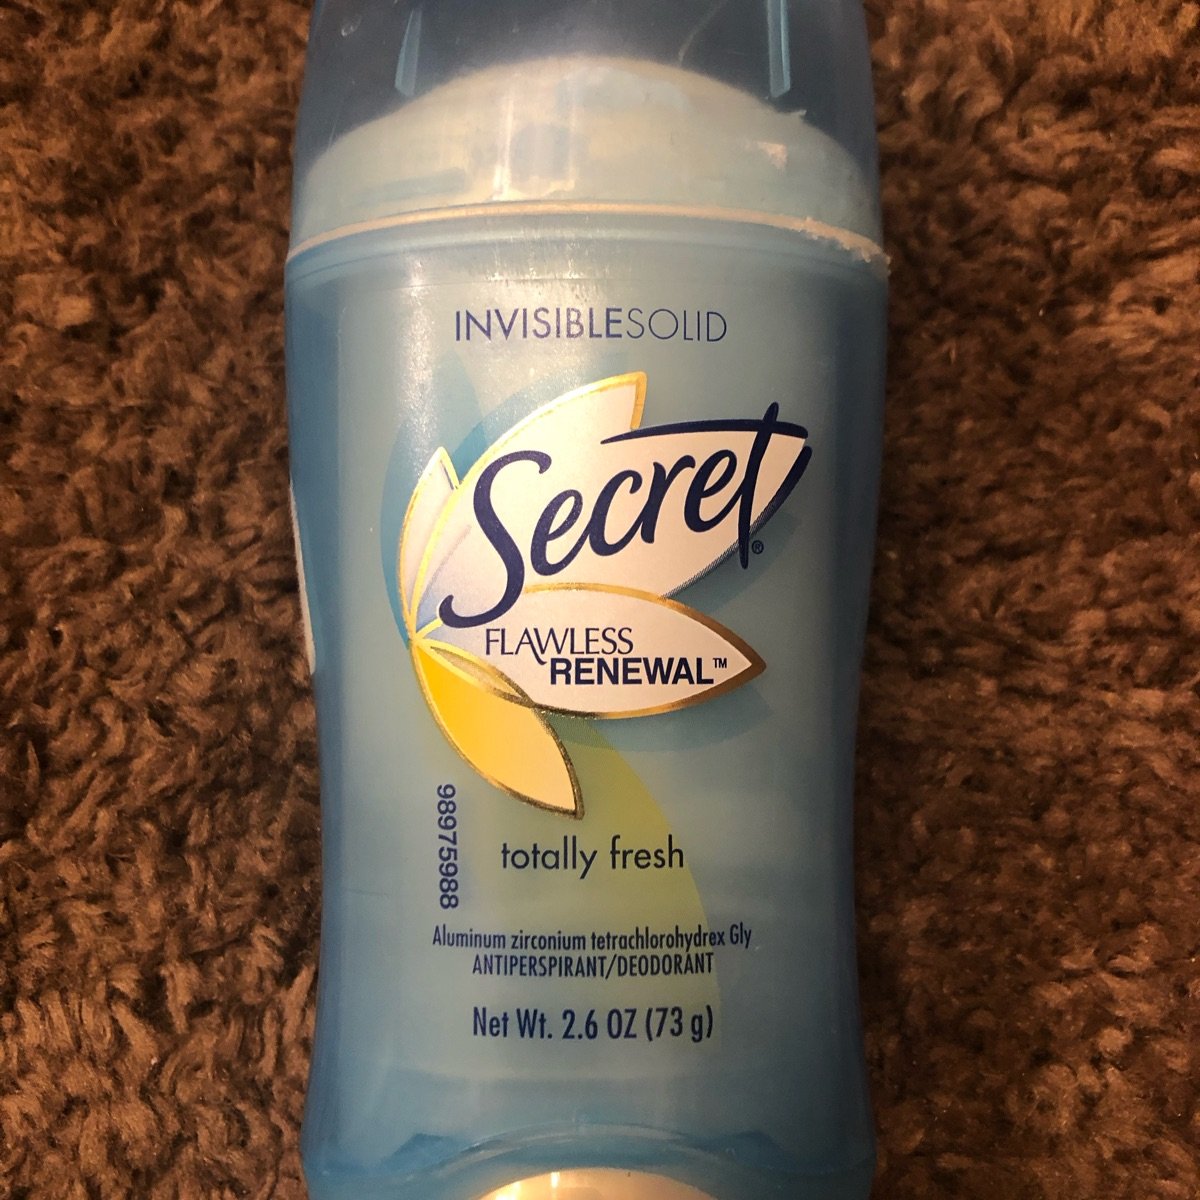 INVISIBLESOLID
Secret®
FLAWLESS
RENEWAL™
98975988
totally fresh
Aluminum zirconium tetrachlorohydrex Gly
ANTIPERSPIRANT/DEODORANT
Net Wt. 2.6 OZ (73 g)